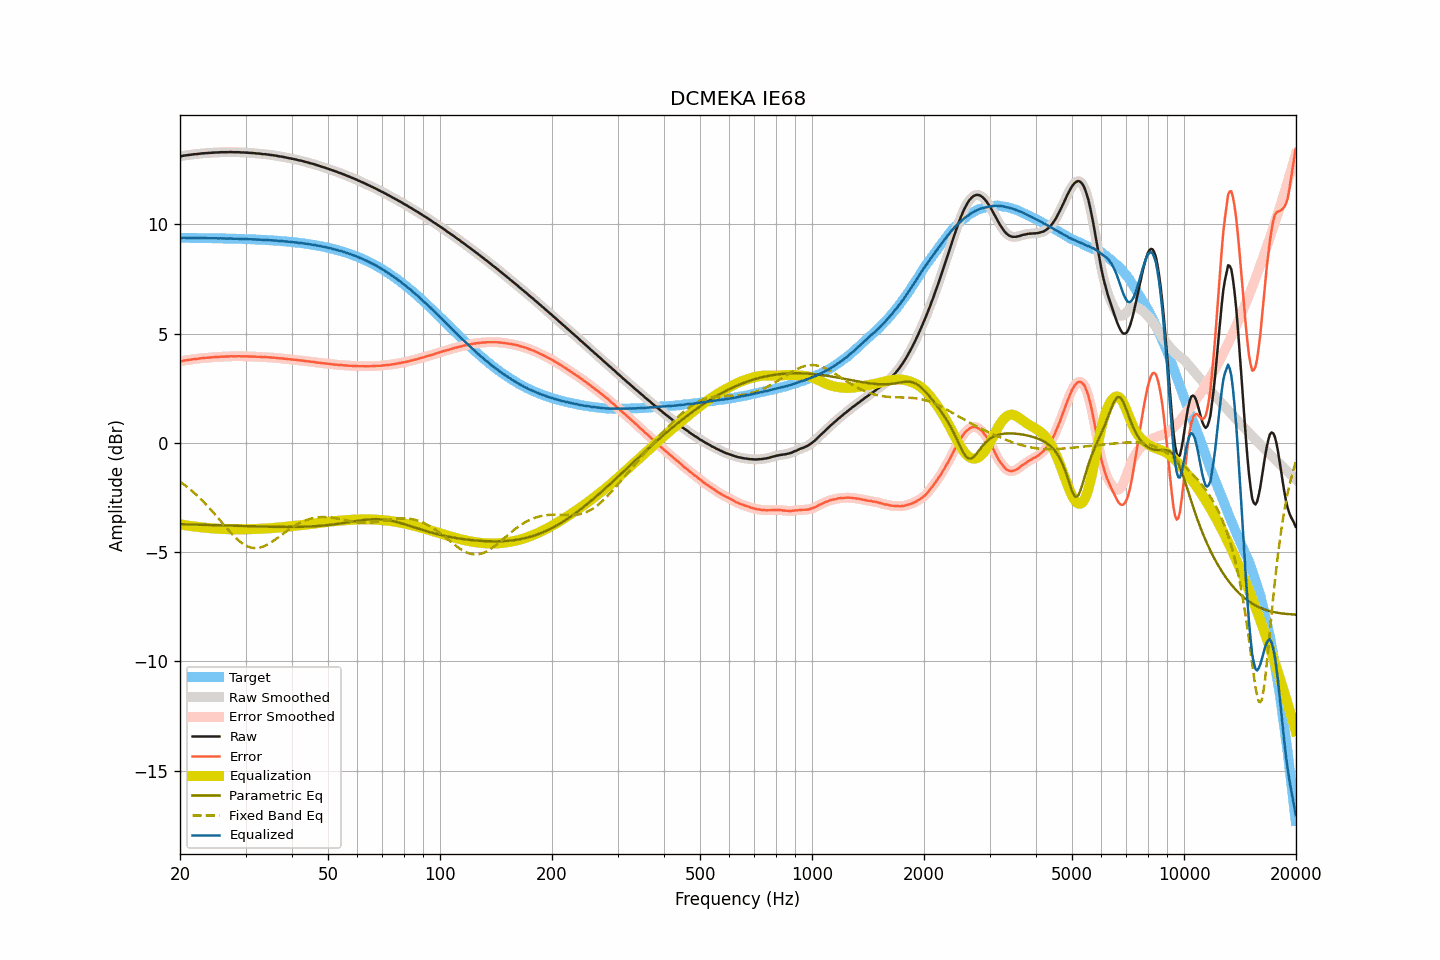 DCMEKA IE68
Amplitude (dBr)
10
5
0
−5
−10
−15
Target
Raw Smoothed
Error Smoothed
Raw
Error
Equalization
Parametric Eq
Fixed Band Eq
Equalized
20 50 100 200 500 1000 2000 5000 10000 20000
Frequency (Hz)